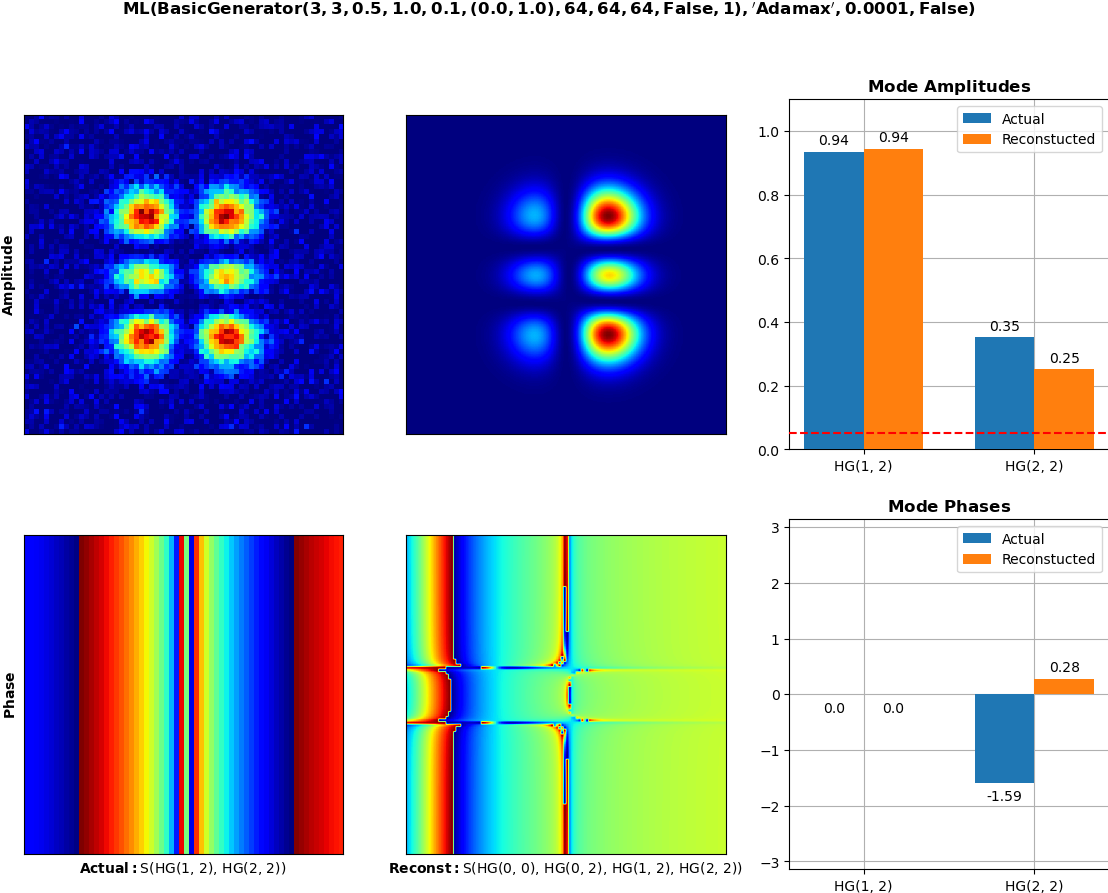 ML(BasicGenerator(3, 3, 0.5, 1.0, 0.1, (0.0, 1.0), 64, 64, 64, False, 1), ′Adamax′, 0.0001, False)
Amplitude
Mode Amplitudes
Actual
Reconstucted
1.0
0.8
0.6
0.4
0.2
0.0
0.94
0.94
0.35
0.25
HG(1, 2)
HG(2, 2)
Phase
Actual: S(HG(1, 2), HG(2, 2))
Reconst: S(HG(0, 0), HG(0, 2), HG(1, 2), HG(2, 2))
Mode Phases
Actual
Reconstucted
3
2
1
0
−1
−2
−3
0.0
0.0
0.28
-1.59
HG(1, 2)
HG(2, 2)